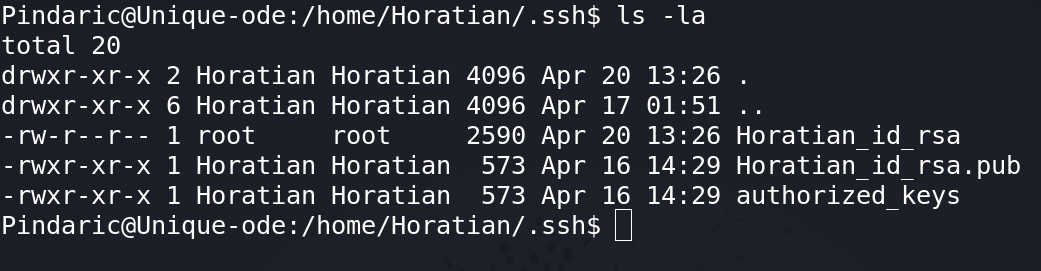 Pindaric@Unique-ode:/home/Horatian/.ssh$ ls -la
total 20
drwxr-xr-x 2 Horatian Horatian 4096 Apr 20 13:26 .
drwxr-xr-x 6 Horatian Horatian 4096 Apr 17 01:51 ..
-rw-r--r-- 1 root     root     2590 Apr 20 13:26 Horatian_id_rsa
-rwxr-xr-x 1 Horatian Horatian  573 Apr 16 14:29 Horatian_id_rsa.pub
-rwxr-xr-x 1 Horatian Horatian  573 Apr 16 14:29 authorized_keys
Pindaric@Unique-ode:/home/Horatian/.ssh$